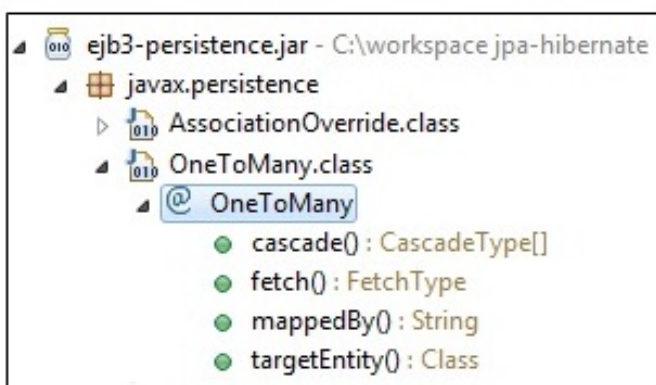 ejb3-persistence.jar - C:\workspace jpa-hibernate
javax.persistence
AssociationOverride.class
OneToMany.class
@ OneToMany
cascade() : CascadeType[]
fetch() : FetchType
mappedBy() : String
targetEntity() : Class